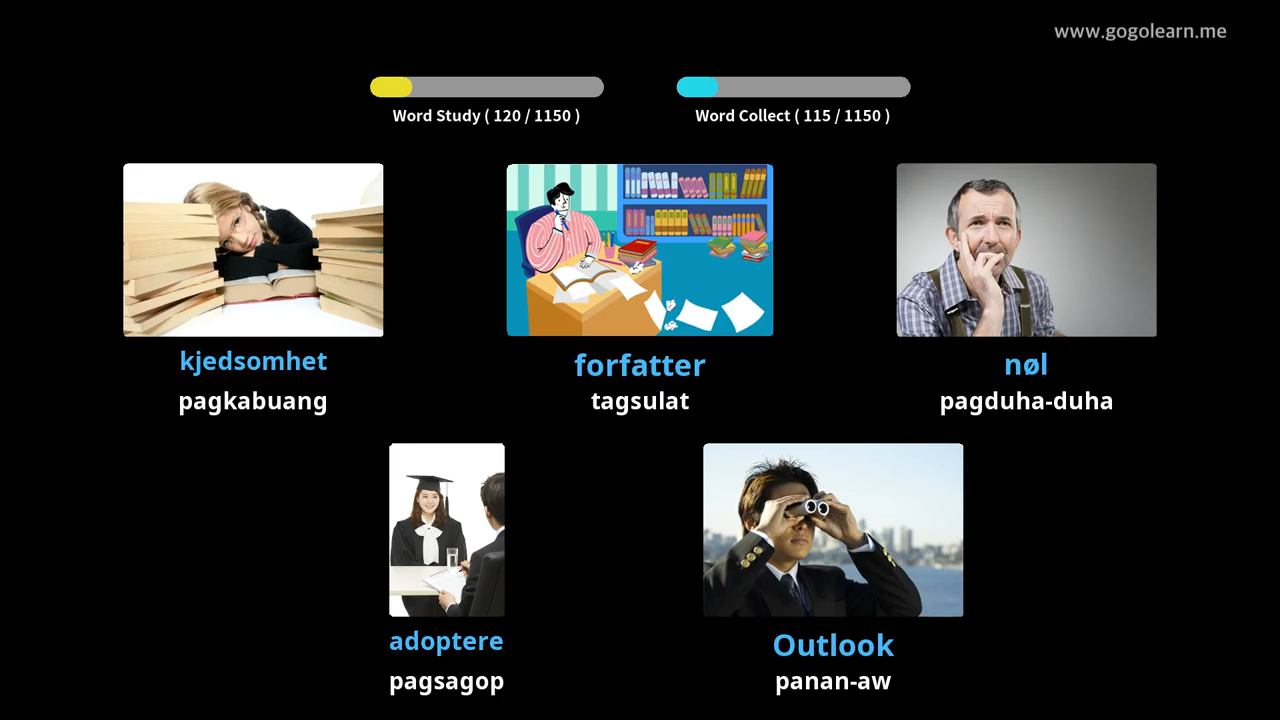 www.gogolearn.me
Word Study ( 120 / 1150 )
Word Collect ( 115 / 1150 )
kjedsomhet
pagkabuang
forfatter
tagsulat
nøl
pagduha-duha
adoptere
pagsagop
Outlook
panan-aw